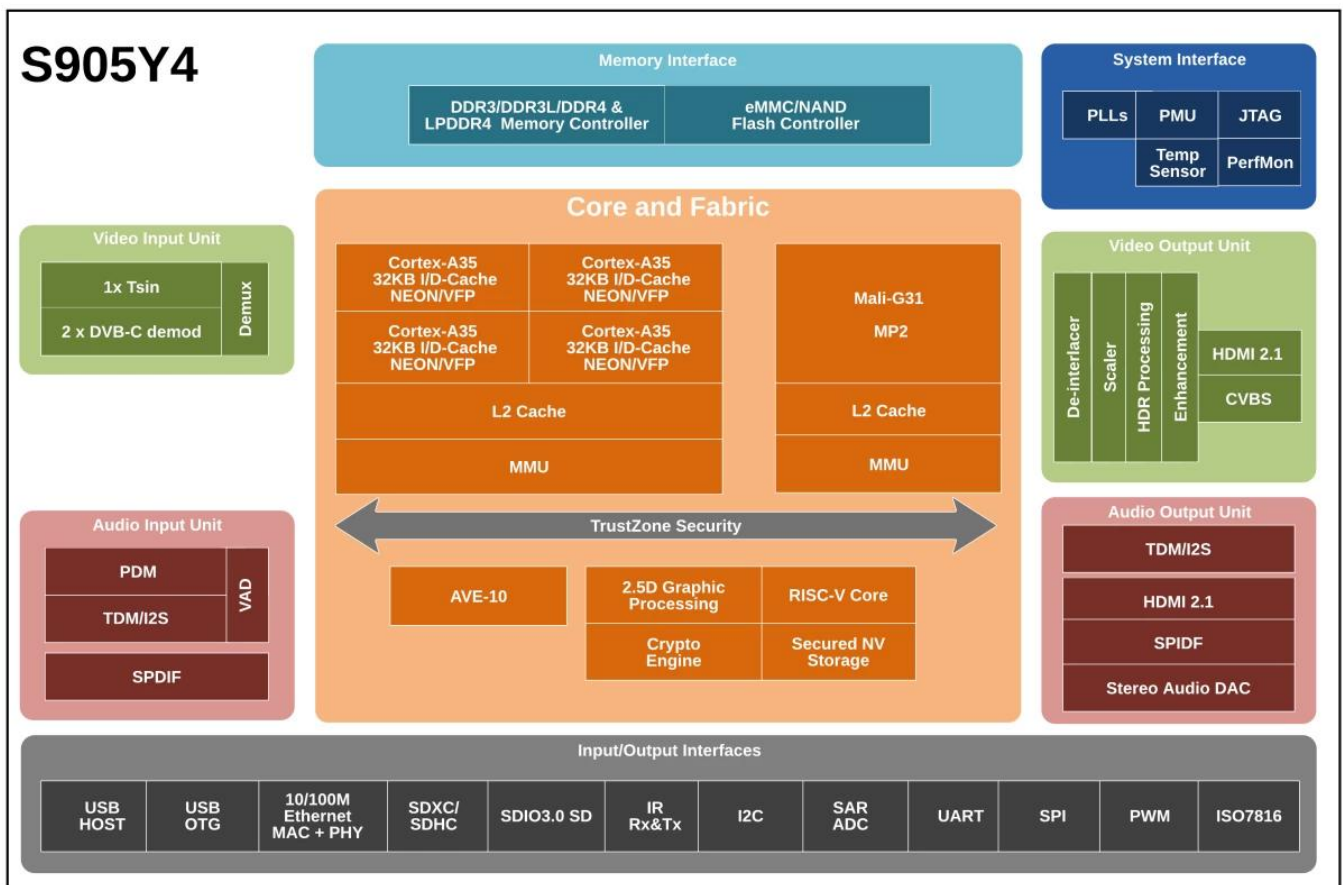 S905Y4
Memory Interface
DDR3/DDR3L/DDR4 &
LPDDR4 Memory Controller
eMMC/NAND
Flash Controller
System Interface
PLLs
PMU
JTAG
Temp
Sensor
PerfMon
Core and Fabric
Cortex-A35
32KB I/D-Cache
NEON/VFP
Cortex-A35
32KB I/D-Cache
NEON/VFP
Cortex-A35
32KB I/D-Cache
NEON/VFP
Cortex-A35
32KB I/D-Cache
NEON/VFP
L2 Cache
MMU
Mali-G31
MP2
L2 Cache
MMU
TrustZone Security
AVE-10
2.5D Graphic
Processing
RISC-V Core
Crypto
Engine
Secured NV
Storage
Video Input Unit
1x Tsin
2 x DVB-C demod
Demux
Video Output Unit
De-interlacer
Scaler
HDR Processing
Enhancement
HDMI 2.1
CVBS
Audio Input Unit
PDM
TDM/I2S
VAD
SPDIF
Audio Output Unit
TDM/I2S
HDMI 2.1
SPIDF
Stereo Audio DAC
Input/Output Interfaces
USB
HOST
USB
OTG
10/100M
Ethernet
MAC + PHY
SDXC/
SDHC
SDIO3.0 SD
IR
Rx&Tx
I2C
SAR
ADC
UART
SPI
PWM
ISO7816